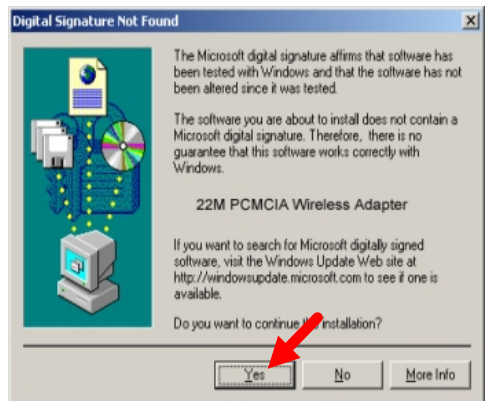 Digital Signature Not Found
The Microsoft digital signature affirms that software has
been tested with Windows and that the software has not
been altered since it was tested.
The software you are about to install does not contain a
Microsoft digital signature. Therefore, there is no
guarantee that this software works correctly with
Windows.
22M PCMCIA Wireless Adapter
If you want to search for Microsoft digitally signed
software, visit the Windows Update Web site at
http://windowsupdate.microsoft.com to see if one is
available.
Do you want to continue the installation?
Yes No More Info